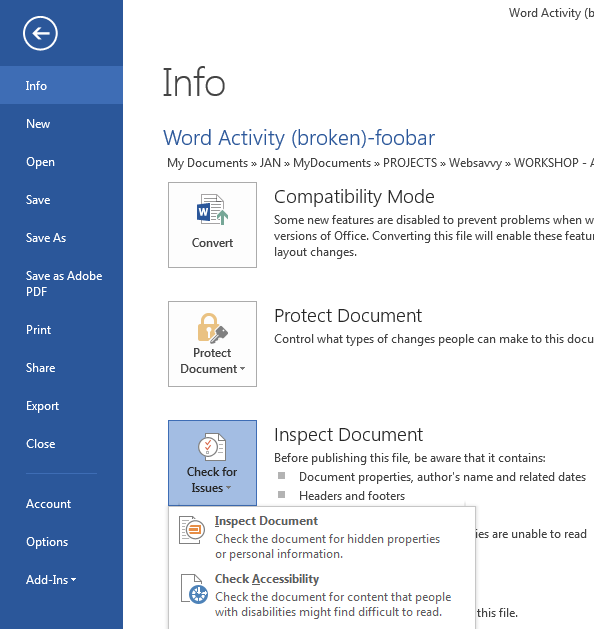 Word Activity (b
Info
New
Open
Save
Save As
Save as Adobe
PDF
Print
Share
Export
Close
Account
Options
Add-Ins
Info
Word Activity (broken)-foobar
My Documents » JAN » MyDocuments » PROJECTS » Websavvy » WORKSHOP - A
Convert
Compatibility Mode
Some new features are disabled to prevent problems when w
versions of Office. Converting this file will enable these featu
layout changes.
Protect
Document
Protect Document
Control what types of changes people can make to this docu
Check for
Issues
Inspect Document
Before publishing this file, be aware that it contains:
Document properties, author's name and related dates
Headers and footers
ies are unable to read
Inspect Document
Check the document for hidden properties
or personal information.
Check Accessibility
Check the document for content that people
with disabilities might find difficult to read.
this file.